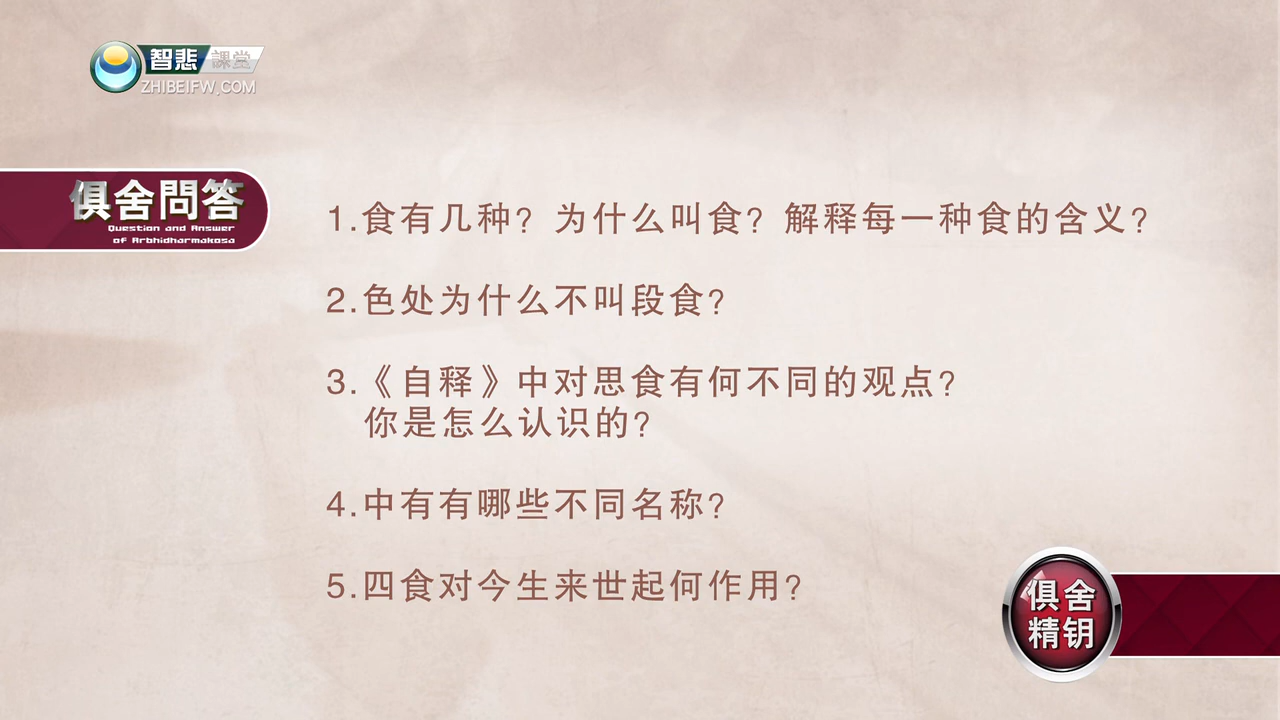 智悲課堂
ZHIBEIFW.COM
俱舍問答
Question and Answer
of Arbhidharmakosa
1.食有几种？为什么叫食？解释每一种食的含义？
2.色处为什么不叫段食？
3.《自释》中对思食有何不同的观点？
你是怎么认识的？
4.中有有哪些不同名称？
5.四食对今生来世起何作用？
俱舍
精钥